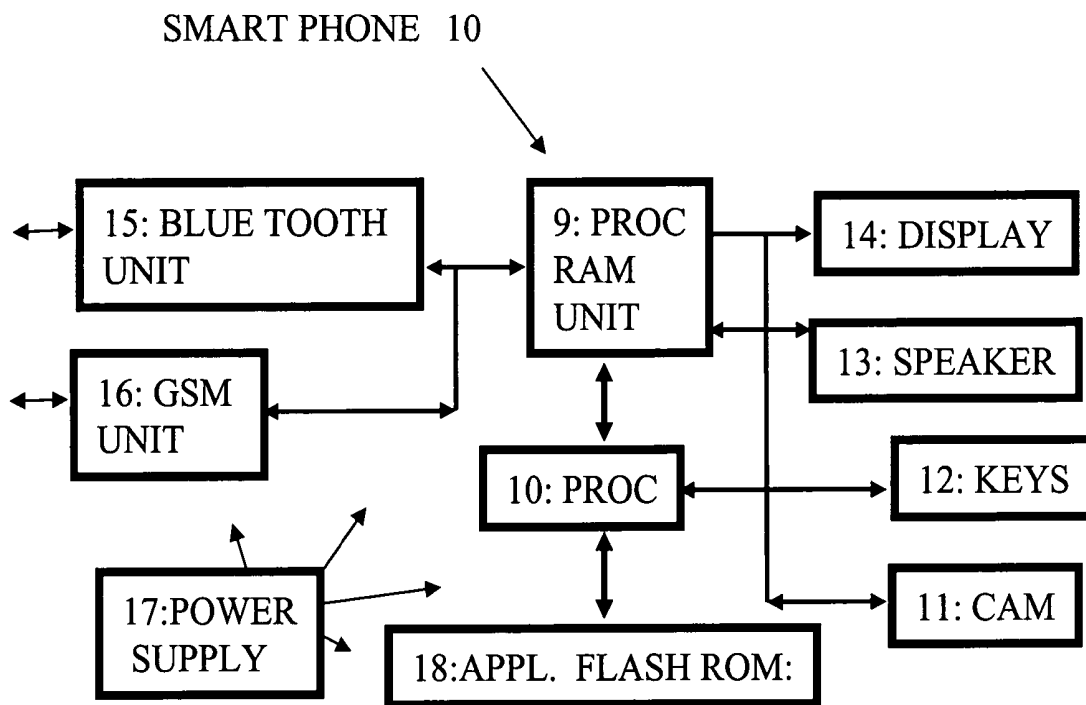 SMART PHONE 10
15: BLUE TOOTH
UNIT
9: PROC
RAM
UNIT
14: DISPLAY
13: SPEAKER
16: GSM
UNIT
10: PROC
12: KEYS
17:POWER
SUPPLY
11: CAM
18:APPL. FLASH ROM: